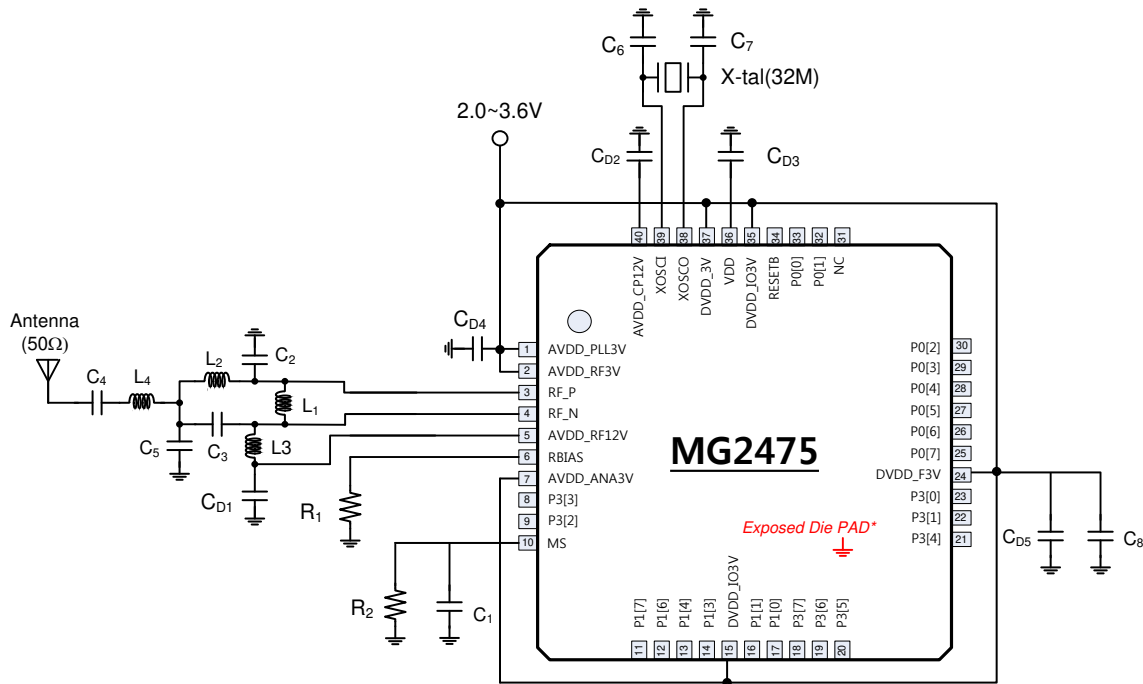 C6
C7
X-tal(32M)
2.0~3.6V
CD2
CD3
40 39 38 37 36 35 34 33 32 31
AVDD_CP12V
XOSCI
XOSCO
DVDD_3V
VDD
DVDD_IO3V
RESETB
P0[0]
P0[1]
NC
Antenna
(50Ω)
C4
L4
L2
C2
L1
C3
L3
C5
CD1
CD4
R1
R2
C1
1 AVDD_PLL3V
2 AVDD_RF3V
3 RF_P
4 RF_N
5 AVDD_RF12V
6 RBIAS
7 AVDD_ANA3V
8 P3[3]
9 P3[2]
10 MS
MG2475
Exposed Die PAD*
P0[2] 30
P0[3] 29
P0[4] 28
P0[5] 27
P0[6] 26
P0[7] 25
DVDD_F3V 24
P3[0] 23
P3[1] 22
P3[4] 21
CD5
C8
P1[7]
P1[6]
P1[4]
P1[3]
DVDD_IO3V
P1[1]
P1[0]
P3[7]
P3[6]
P3[5]
11 12 13 14 15 16 17 18 19 20